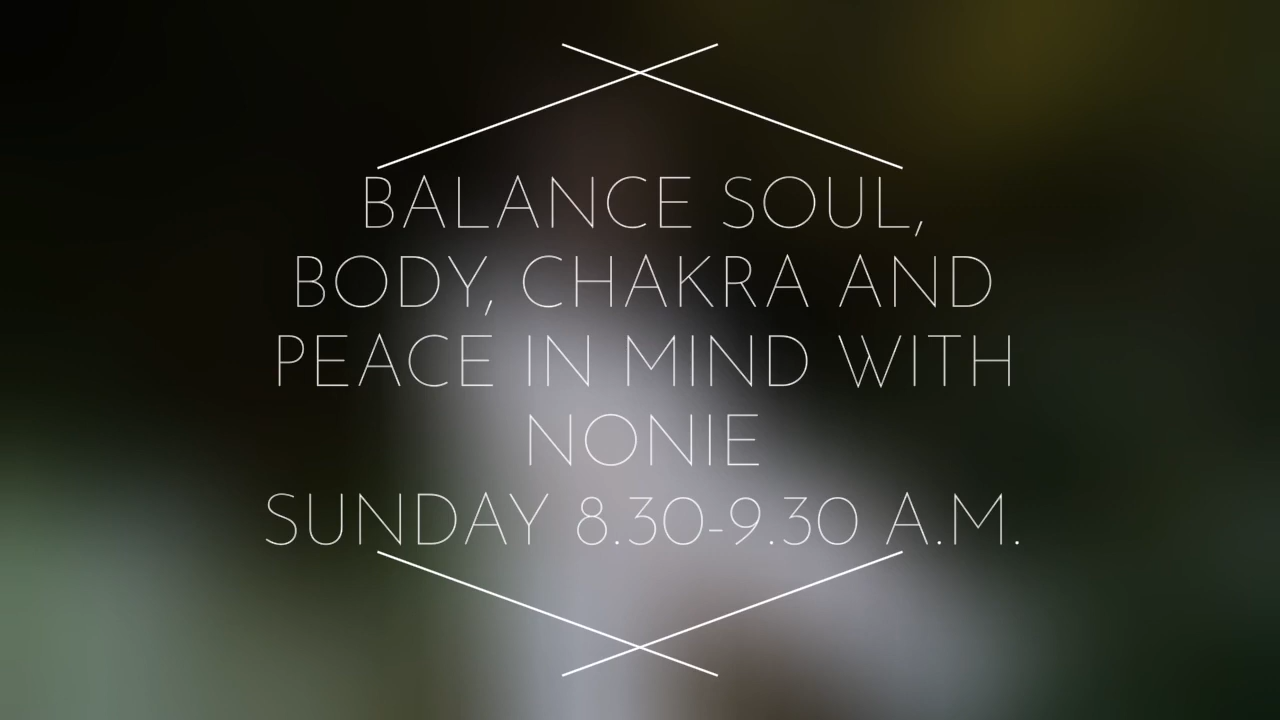 BALANCE SOUL,
BODY, CHAKRA AND
PEACE IN MIND WITH
NONIE
SUNDAY 8.30-9.30 A.M.